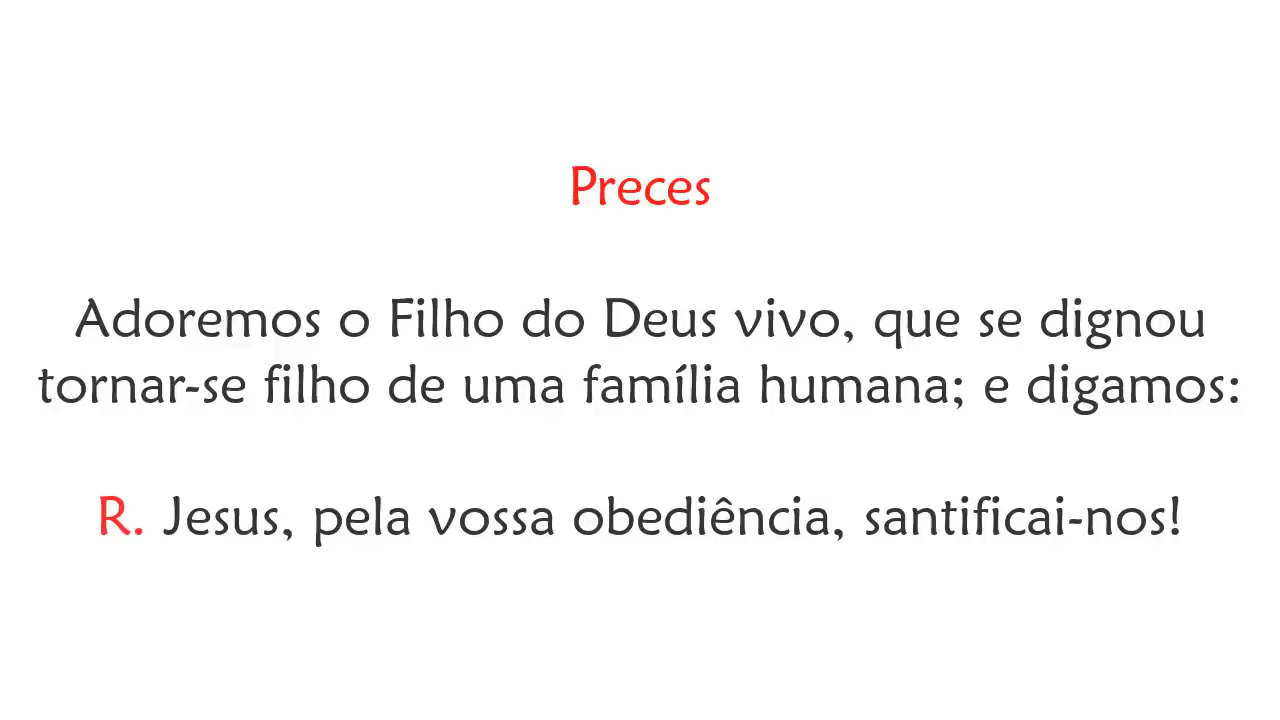 Preces
Adoremos o Filho do Deus vivo, que se dignou
tornar-se filho de uma família humana; e digamos:
R. Jesus, pela vossa obediência, santificai-nos!